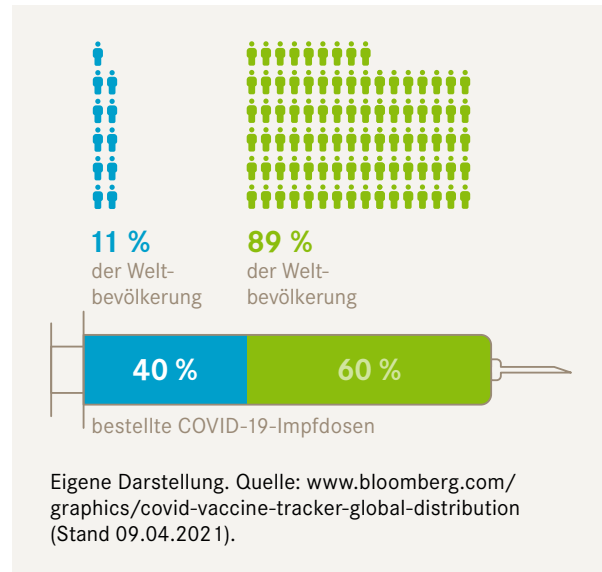 11 %
der Welt-
bevölkerung
89 %
der Welt-
bevölkerung
40 %
60 %
bestellte COVID-19-Impfdosen
Eigene Darstellung. Quelle: www.bloomberg.com/
graphics/covid-vaccine-tracker-global-distribution
(Stand 09.04.2021).